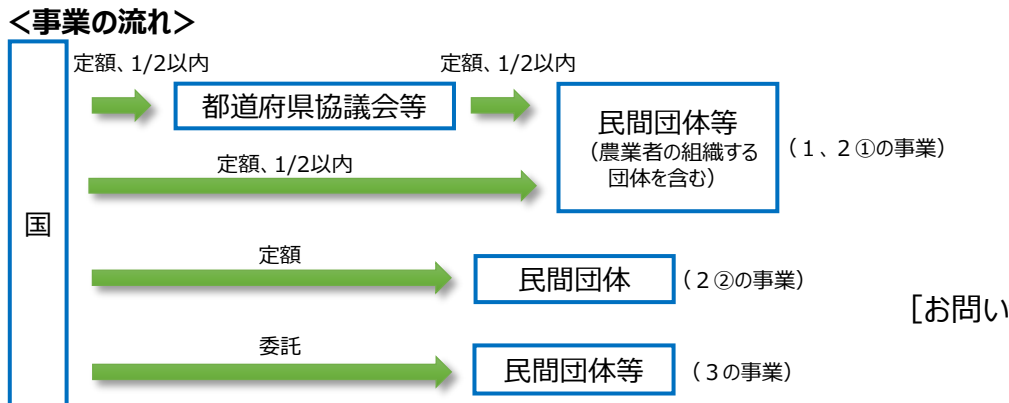 ＜事業の流れ＞
定額、1/2以内
定額、1/2以内
都道府県協議会等
民間団体等
（農業者の組織する
団体を含む）
（１、２①の事業）
定額、1/2以内
国
定額
民間団体
（２②の事業）
［お問い
委託
民間団体等
（３の事業）